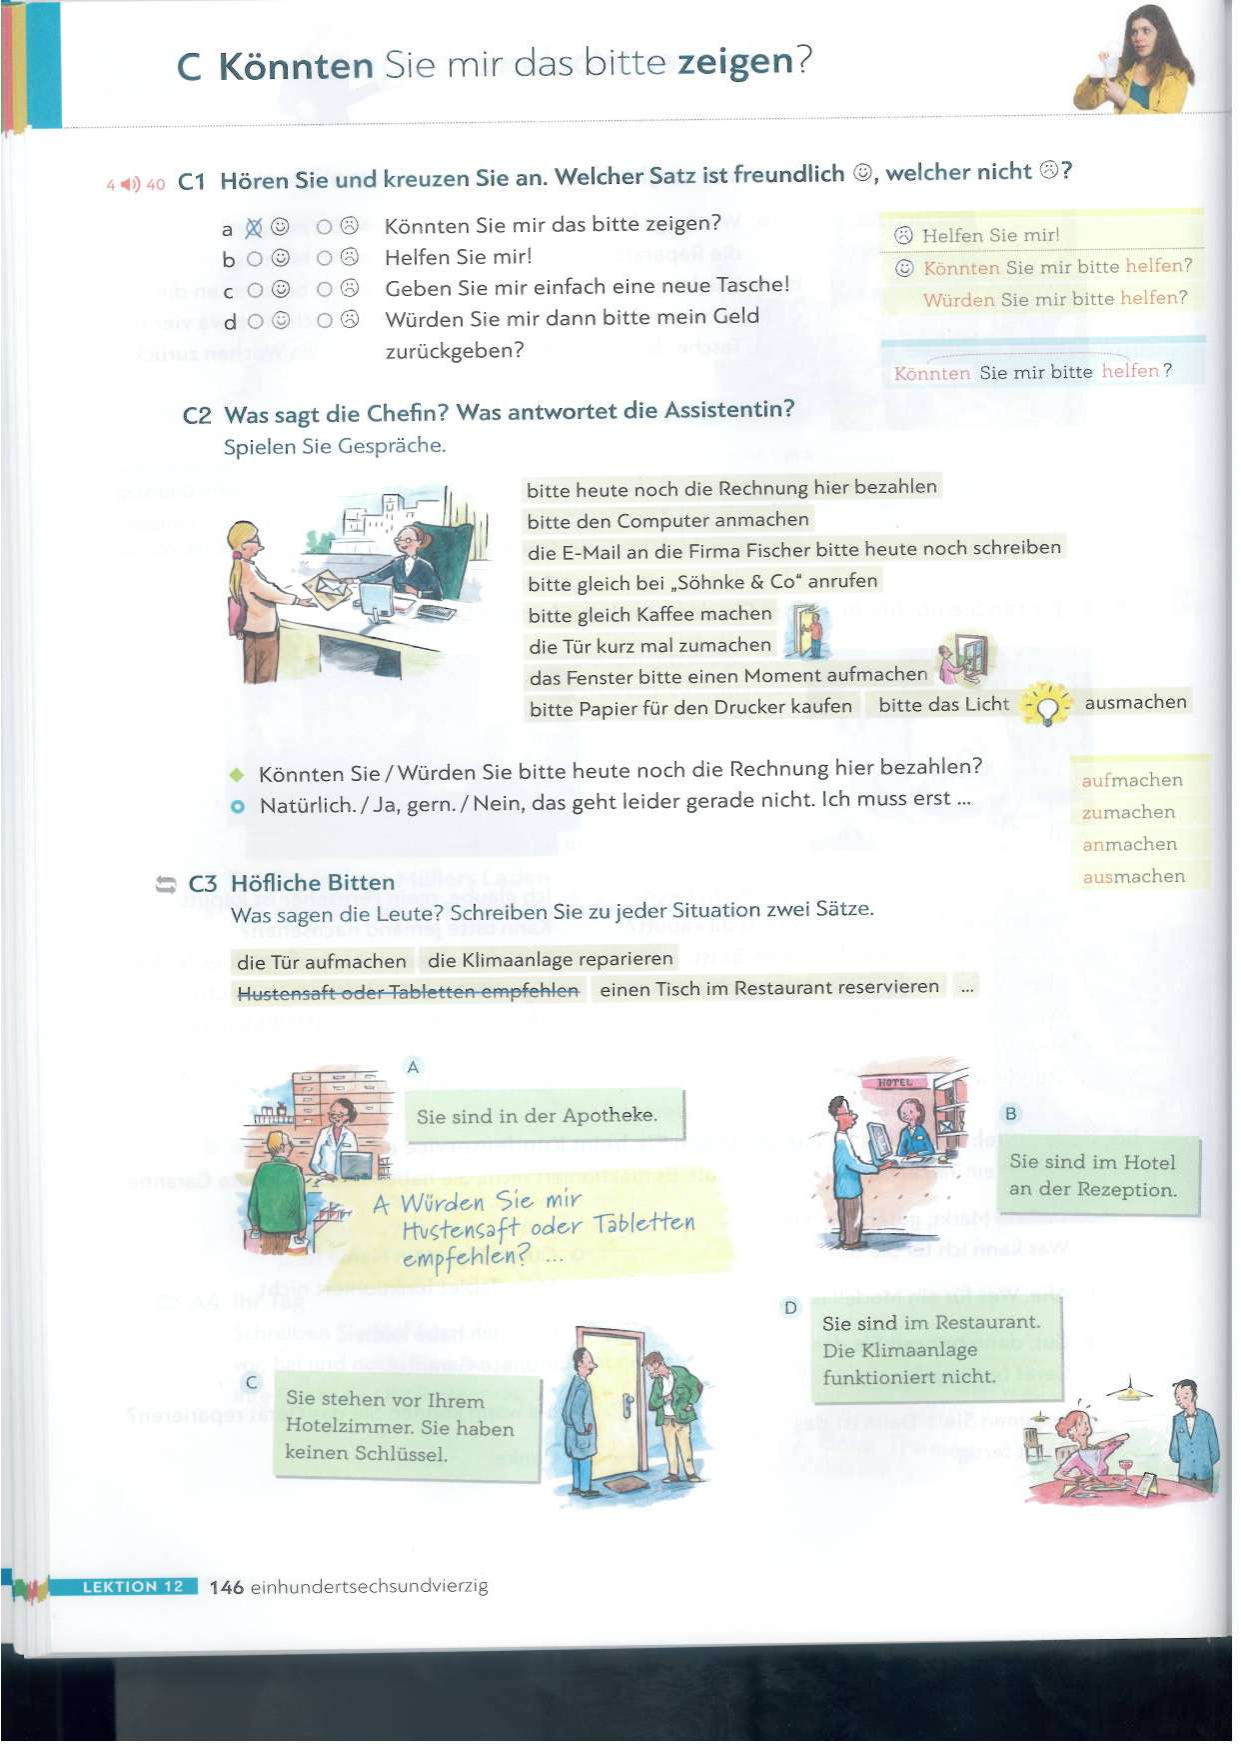 C Könnten Sie mir das bitte zeigen?
4 40 C1 Hören Sie und kreuzen Sie an. Welcher Satz ist freundlich ☺, welcher nicht ☹?
a ☒ ☺ ○ ☹ Könnten Sie mir das bitte zeigen?
b ○ ☺ ○ ☹ Helfen Sie mir!
c ○ ☺ ○ ☹ Geben Sie mir einfach eine neue Tasche!
d ○ ☺ ○ ☹ Würden Sie mir dann bitte mein Geld
zurückgeben?
☹ Helfen Sie mir!
☺ Könnten Sie mir bitte helfen?
Würden Sie mir bitte helfen?
Könnten Sie mir bitte helfen?
C2 Was sagt die Chefin? Was antwortet die Assistentin?
Spielen Sie Gespräche.
bitte heute noch die Rechnung hier bezahlen
bitte den Computer anmachen
die E-Mail an die Firma Fischer bitte heute noch schreiben
bitte gleich bei „Söhnke & Co“ anrufen
bitte gleich Kaffee machen
die Tür kurz mal zumachen
das Fenster bitte einen Moment aufmachen
bitte Papier für den Drucker kaufen bitte das Licht ausmachen
◆ Könnten Sie / Würden Sie bitte heute noch die Rechnung hier bezahlen?
○ Natürlich. / Ja, gern. / Nein, das geht leider gerade nicht. Ich muss erst ...
aufmachen
zumachen
anmachen
ausmachen
C3 Höfliche Bitten
Was sagen die Leute? Schreiben Sie zu jeder Situation zwei Sätze.
die Tür aufmachen die Klimaanlage reparieren
Hustensaft oder Tabletten empfehlen einen Tisch im Restaurant reservieren ...
A
Sie sind in der Apotheke.
A Würden Sie mir
Hustensaft oder Tabletten
empfehlen? ...
HOTEL
B
Sie sind im Hotel
an der Rezeption.
C
Sie stehen vor Ihrem
Hotelzimmer. Sie haben
keinen Schlüssel.
D
Sie sind im Restaurant.
Die Klimaanlage
funktioniert nicht.
LEKTION 12 146 einhundertsechsundvierzig